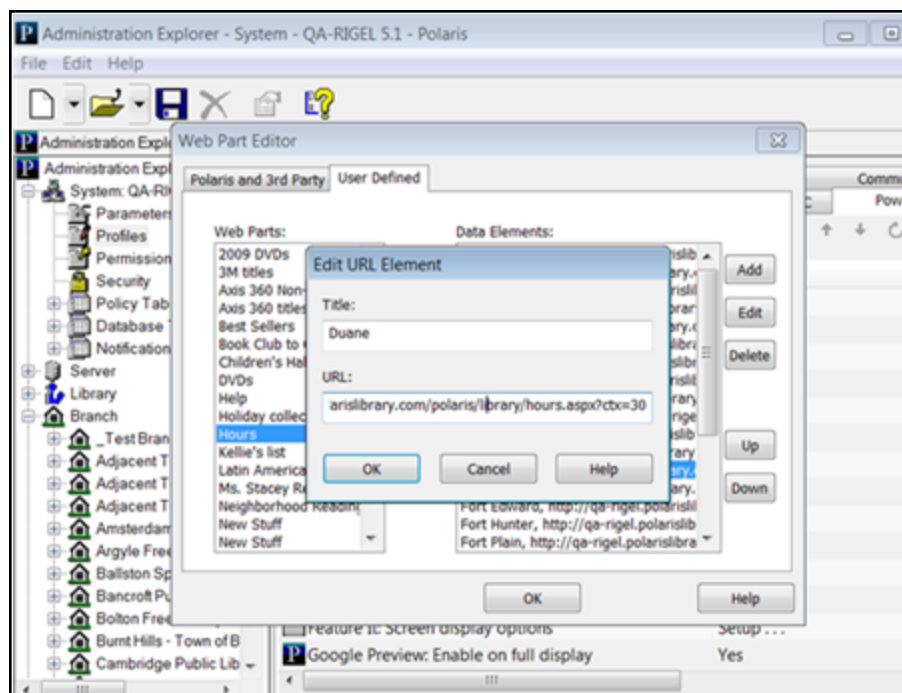 Administration Explorer - System - QA-RIGEL 5.1 - Polaris
File Edit Help
Administration Expl
Web Part Editor
Administration Expl
System: QA-RI
Parameters
Profiles
Permission
Security
Policy Tab
Database
Notification
Server
Library
Branch
_Test Bran
Adjacent T
Adjacent T
Adjacent T
Amsterdam
Argyle Free
Ballston Sp
Bancroft Pu
Bolton Free
Burnt Hills - Town of B
Cambridge Public Lib
Polaris and 3rd Party
User Defined
Commu
C
Pow
Web Parts:
Data Elements:
2009 DVDs
3M titles
Axis 360 Non-
Axis 360 titles
Best Sellers
Book Club to
Children's Hal
DVDs
Help
Holiday collec
Hours
Kellie's list
Latin America
Ms. Stacey Re
Neighborhood Reading
New Stuff
New Stuff
Edit URL Element
Title:
Duane
URL:
arislibrary.com/polaris/library/hours.aspx?ctx=30
OK
Cancel
Help
Fort Edward, http://qa-rigel.polarislib
Fort Hunter, http://qa-rigel.polarislib
Fort Plain, http://qa-rigel.polarislibra
Add
Edit
Delete
Up
Down
OK
Help
Feature It: Screen display options
Setup ...
Google Preview: Enable on full display
Yes